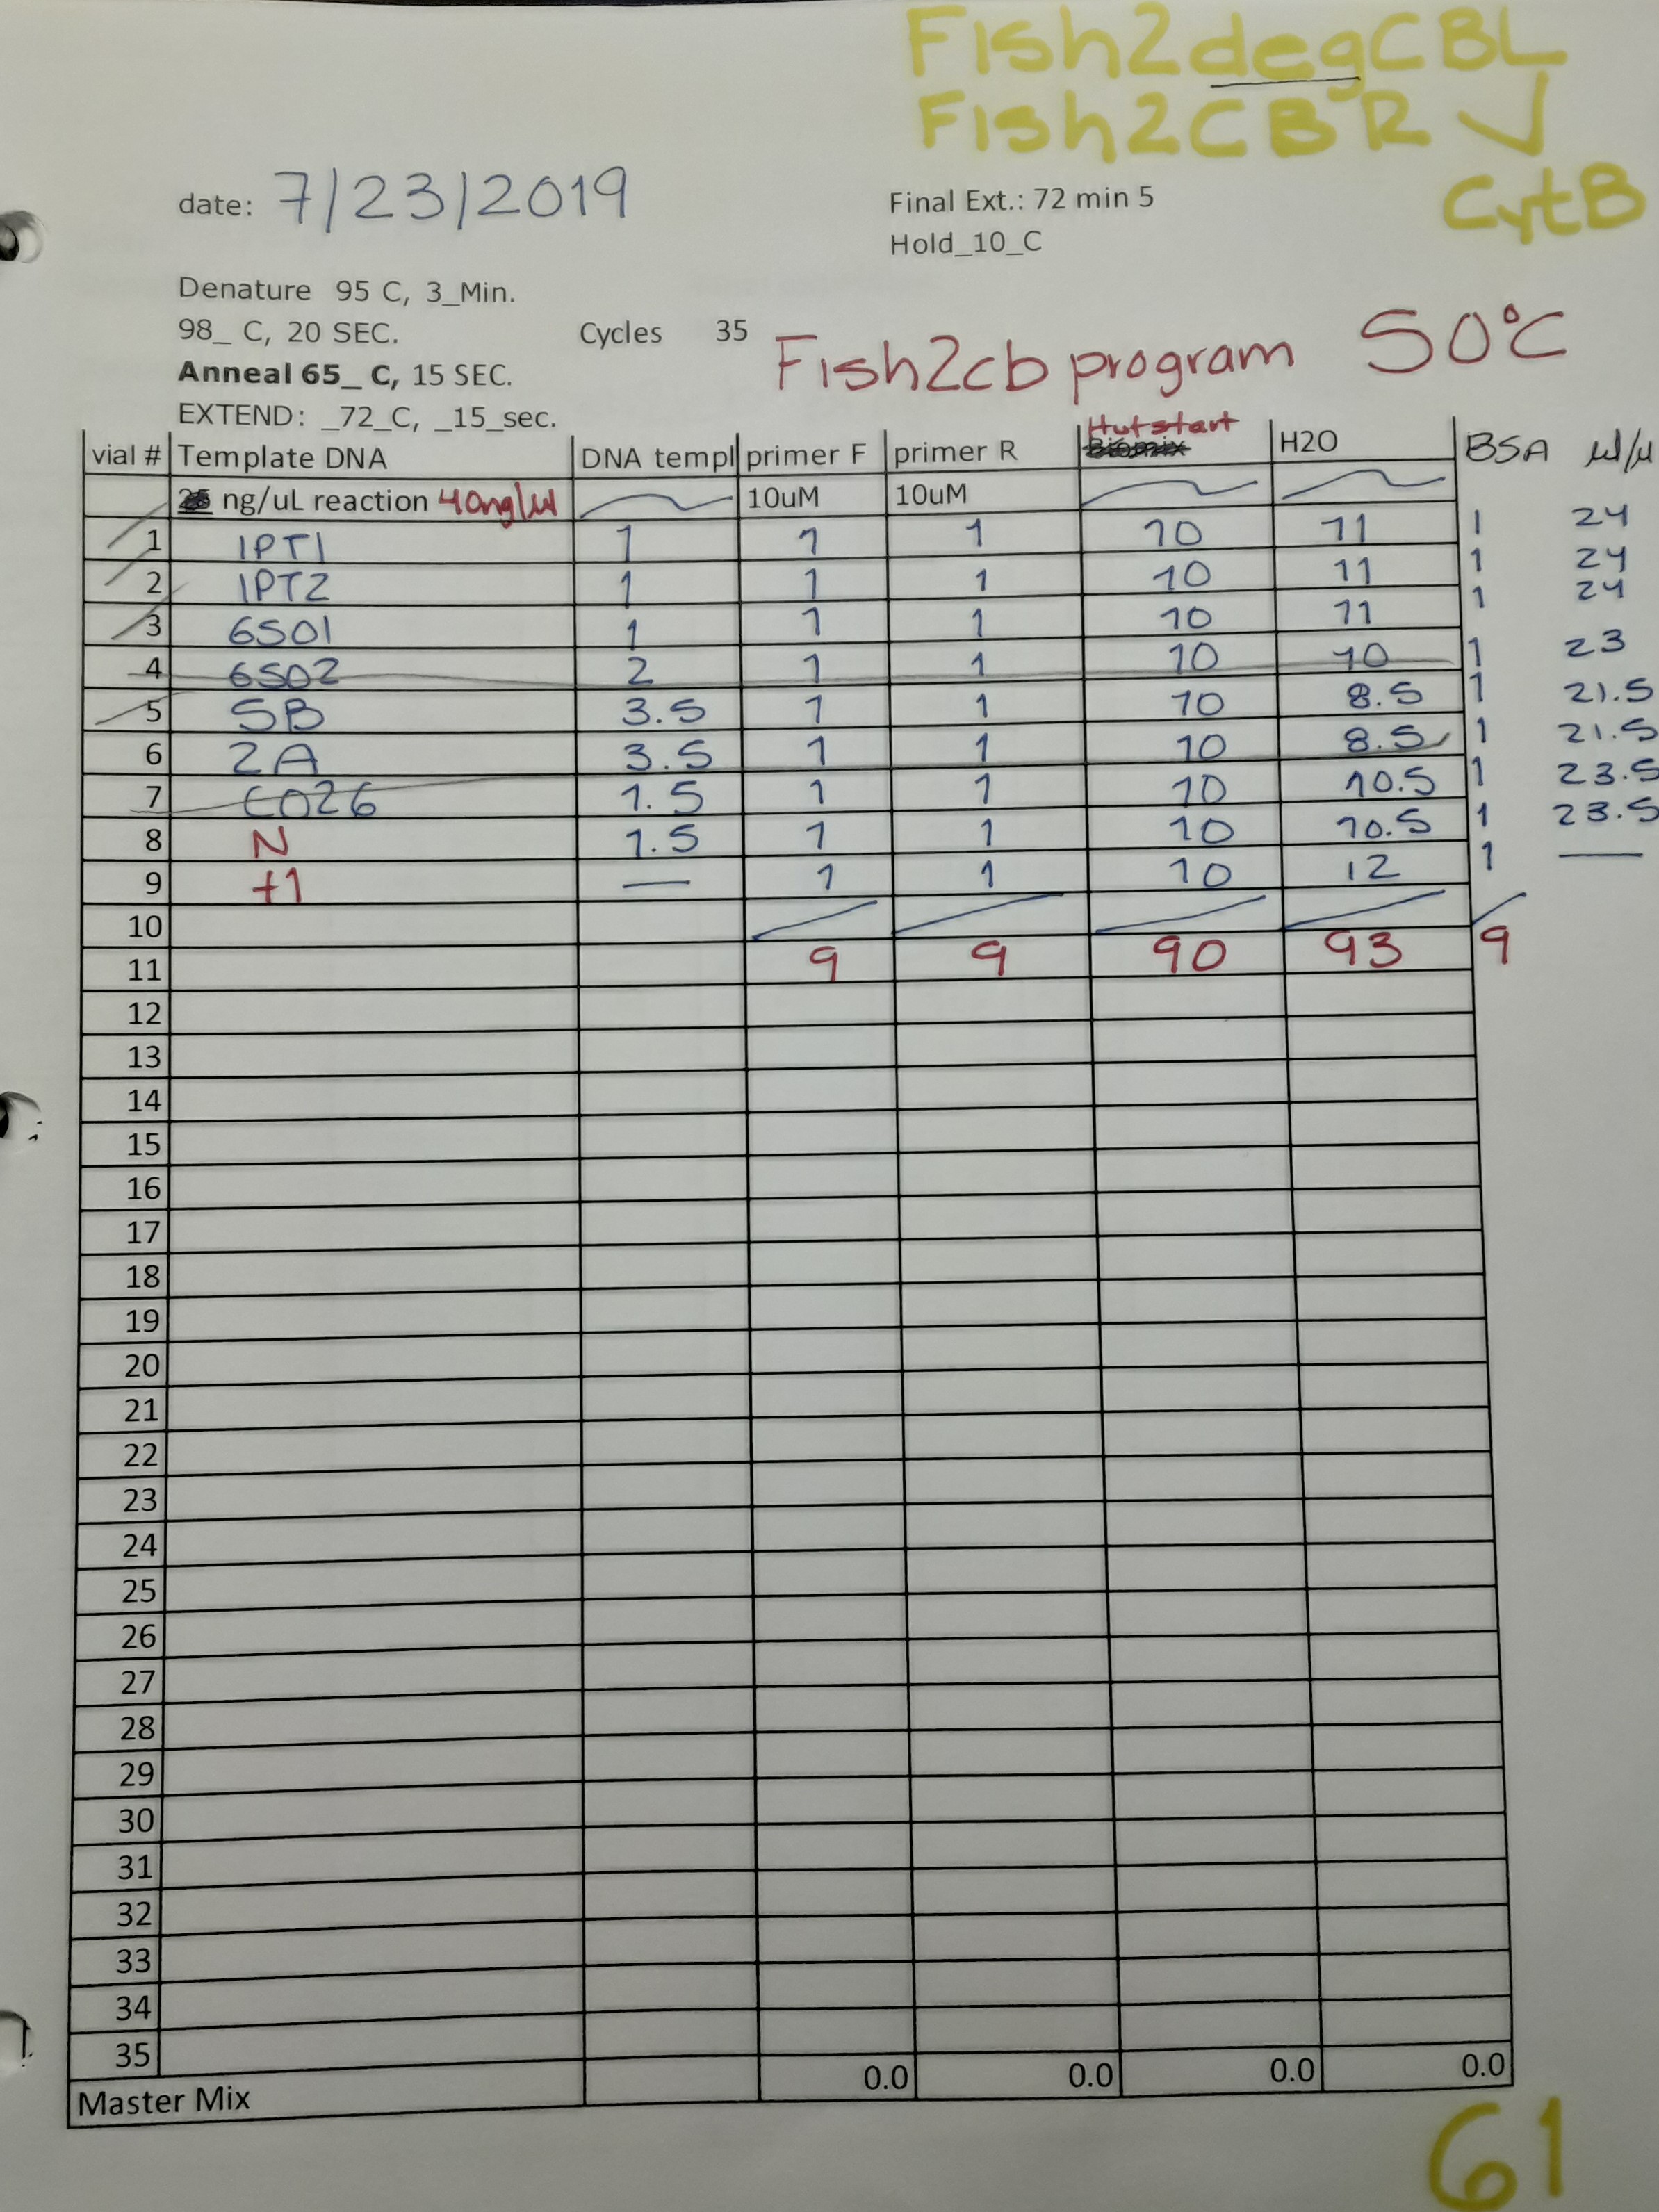 Fish2degCBL
Fish2CBR ✓
CytB
date: 7/23/2019
Final Ext.: 72 min 5
Hold_10_C
Denature 95 C, 3_Min.
98_ C, 20 SEC. Cycles 35
Fish2cb program 50°C
Anneal 65_ C, 15 SEC.
EXTEND: _72_C, _15_sec.
vial # Template DNA DNA templ primer F primer R Hotstart H2O BSA
ng/uL reaction 40ng/ul 10uM 10uM
1 IPT1 1 1 1 10 11 1 24
2 IPT2 1 1 1 10 11 1 24
3 6S01 1 1 1 10 11 1 24
4 6S02 2 1 1 10 10 1 23
5 5B 3.5 1 1 10 8.5 1 21.5
6 2A 3.5 1 1 10 8.5 1 21.5
7 C026 1.5 1 1 10 10.5 1 23.5
8 N 1.5 1 1 10 10.5 1 23.5
9 +1 — 1 1 10 12 1 —
10
11 9 9 90 93 9
12
13
14
15
16
17
18
19
20
21
22
23
24
25
26
27
28
29
30
31
32
33
34
35
Master Mix 0.0 0.0 0.0 0.0
61